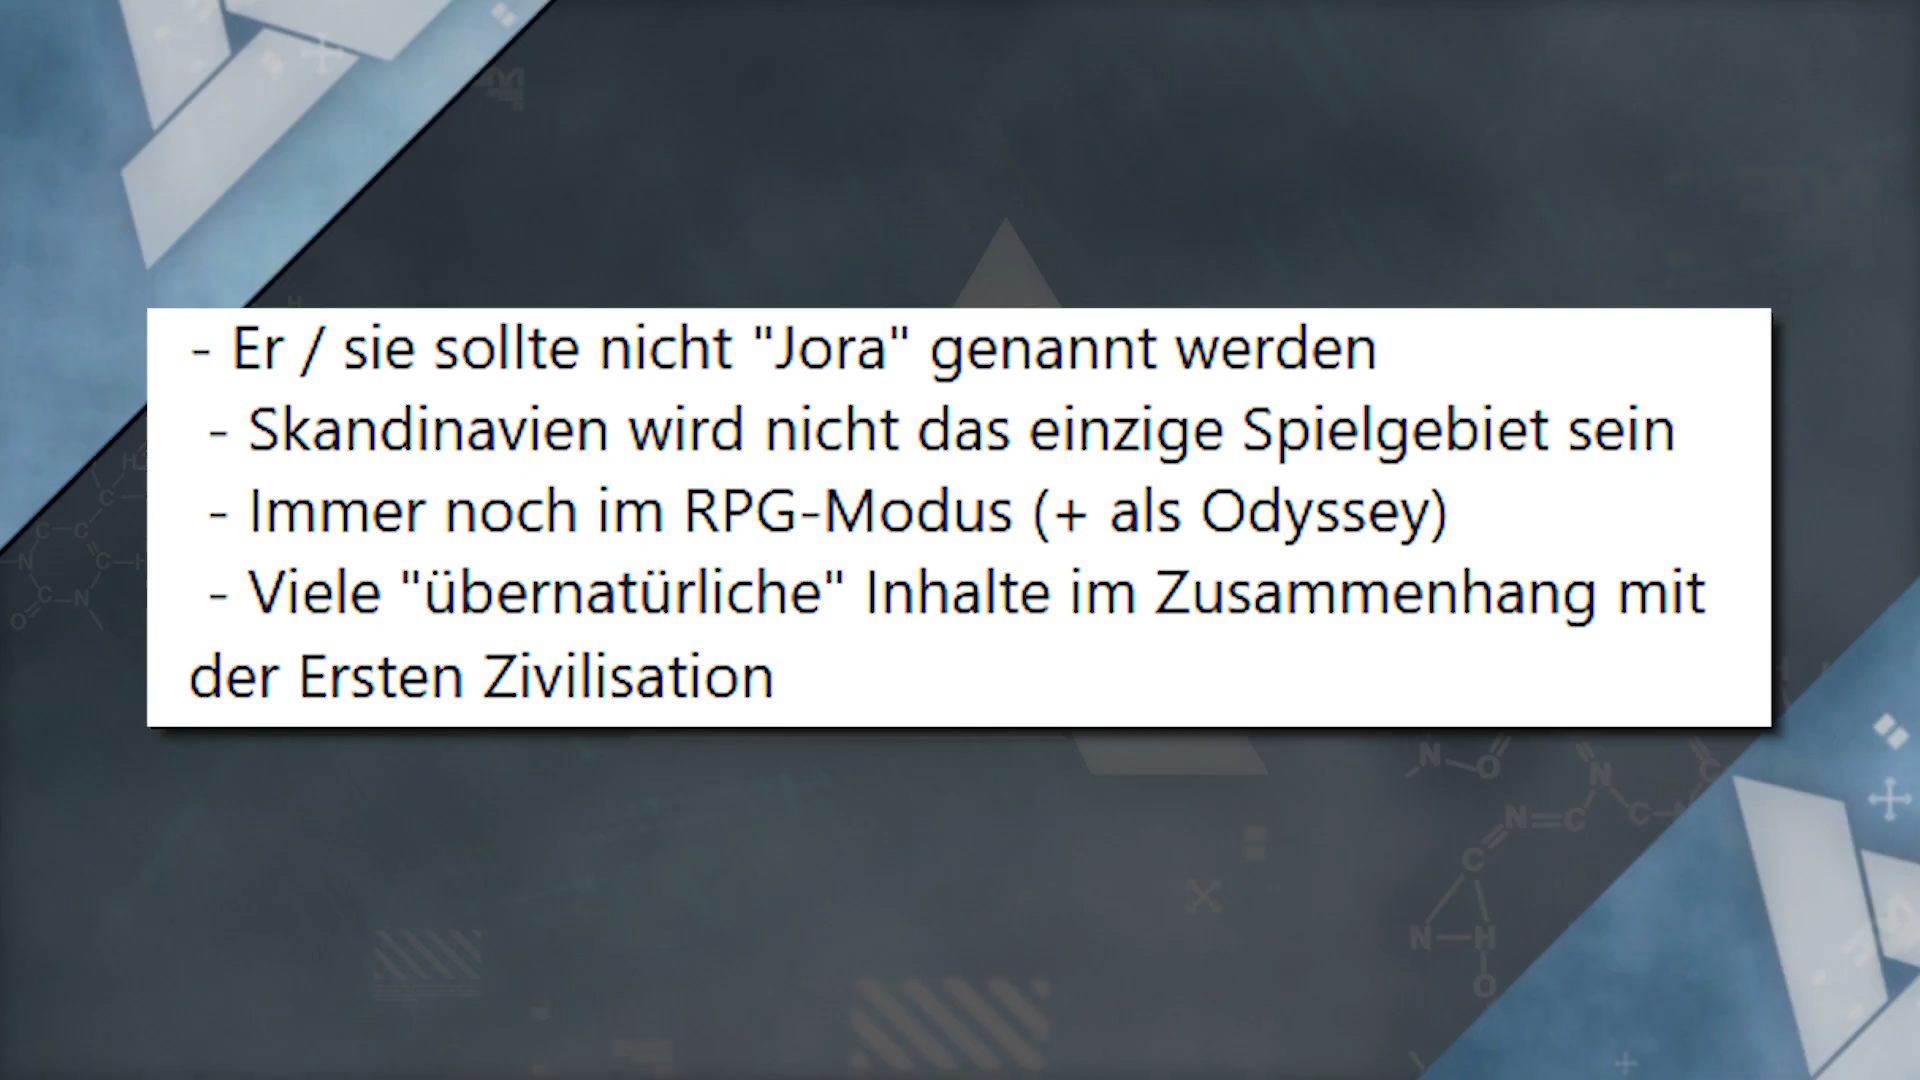 - Er / sie sollte nicht "Jora" genannt werden
- Skandinavien wird nicht das einzige Spielgebiet sein
- Immer noch im RPG-Modus (+ als Odyssey)
- Viele "übernatürliche" Inhalte im Zusammenhang mit
der Ersten Zivilisation